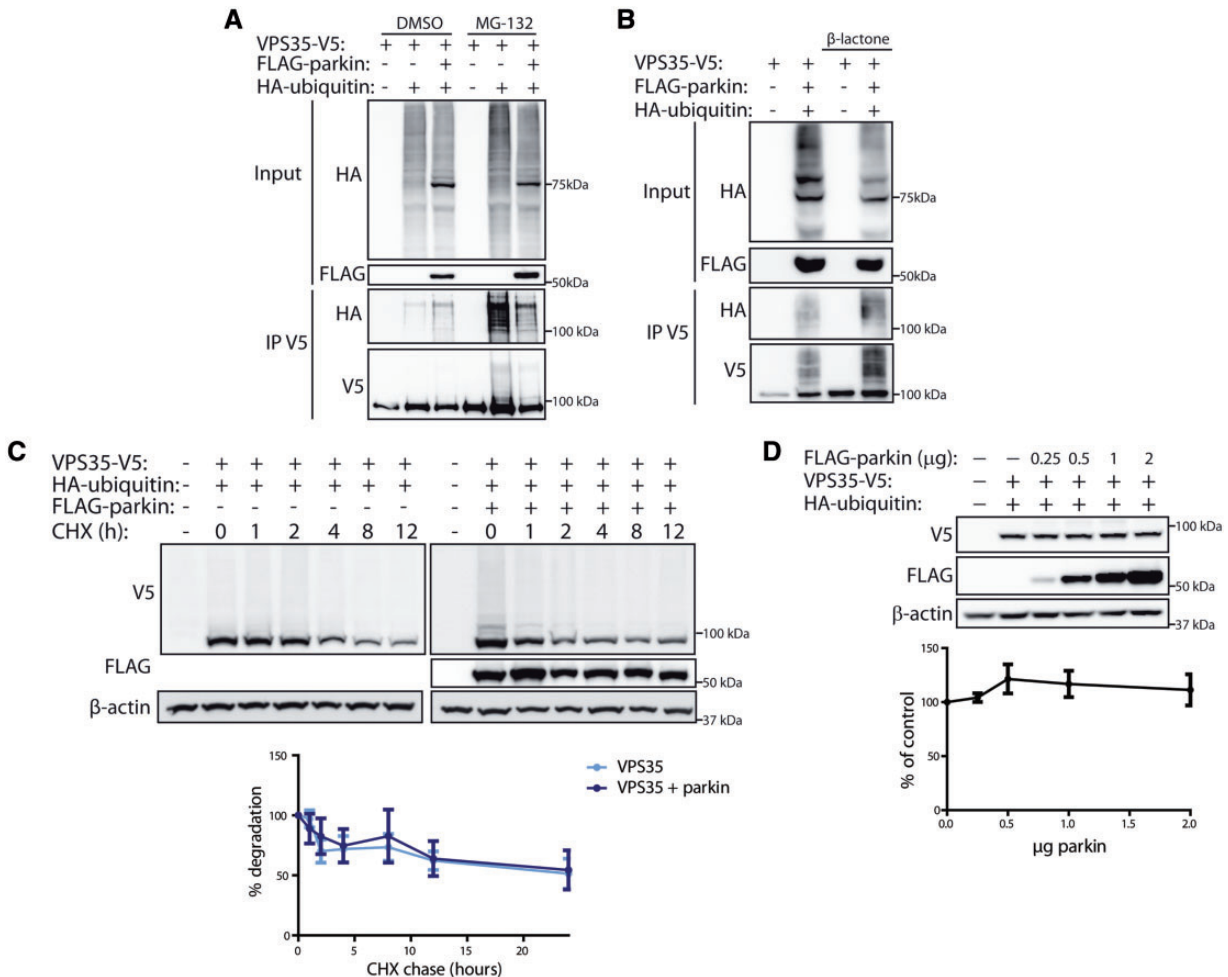 A
DMSO MG-132
VPS35-V5: + + + + + +
FLAG-parkin: - - + - - +
HA-ubiquitin: - + + - + +
Input
HA
75kDa
FLAG
50kDa
IP V5
HA
100 kDa
V5
100 kDa
B
β-lactone
VPS35-V5: + + + +
FLAG-parkin: - + - +
HA-ubiquitin: - + - +
Input
HA
75kDa
FLAG
50kDa
IP V5
HA
100 kDa
V5
100 kDa
C
VPS35-V5: - + + + + + + - + + + + + +
HA-ubiquitin: - + + + + + + - + + + + + +
FLAG-parkin: - - - - - - - - + + + + + +
CHX (h): - 0 1 2 4 8 12 - 0 1 2 4 8 12
V5
100 kDa
FLAG
50 kDa
β-actin
37 kDa
VPS35
VPS35 + parkin
% degradation
150
100
50
0
0 5 10 15 20
CHX chase (hours)
D
FLAG-parkin (μg): – – 0.25 0.5 1 2
VPS35-V5: – + + + + +
HA-ubiquitin: – + + + + +
V5
100 kDa
FLAG
50 kDa
β-actin
37 kDa
% of control
150
100
50
0
0.0 0.5 1.0 1.5 2.0
μg parkin